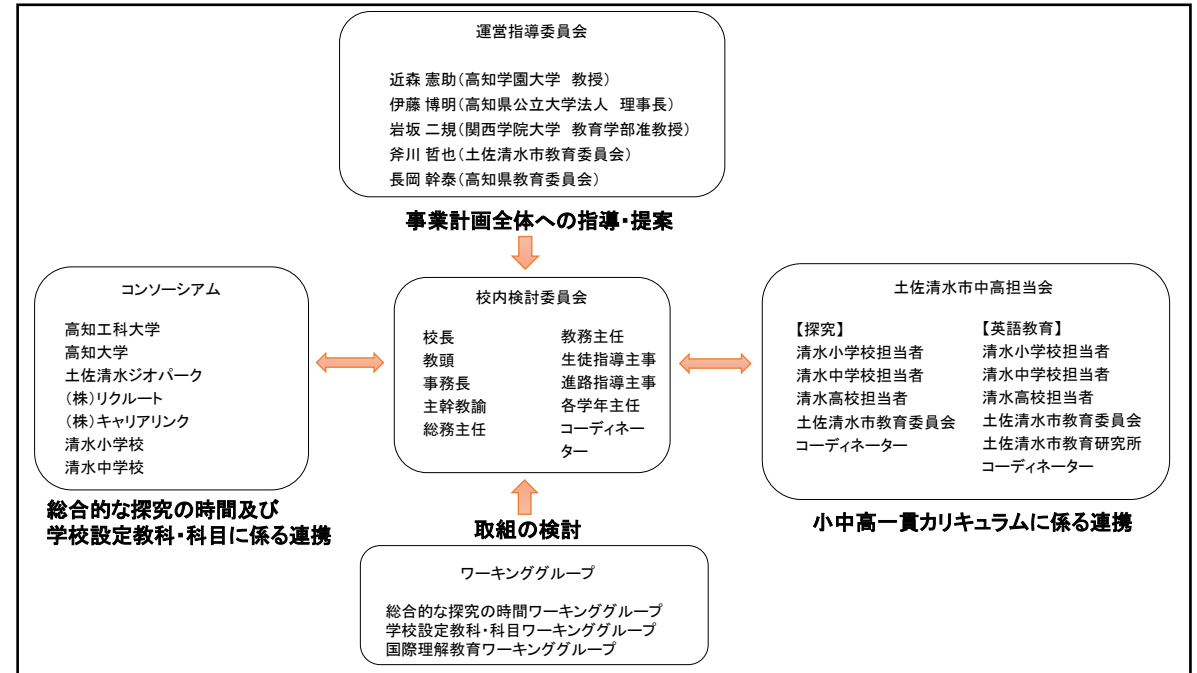 運営指導委員会
近森 憲助(高知学園大学　教授)
伊藤 博明(高知県公立大学法人　理事長)
岩坂 二規(関西学院大学　教育学部准教授)
斧川 哲也(土佐清水市教育委員会)
長岡 幹泰(高知県教育委員会)
事業計画全体への指導・提案
コンソーシアム
高知工科大学
高知大学
土佐清水ジオパーク
(株)リクルート
(株)キャリアリンク
清水小学校
清水中学校
総合的な探究の時間及び
学校設定教科・科目に係る連携
校内検討委員会
校長
教頭
事務長
主幹教諭
総務主任
教務主任
生徒指導主事
進路指導主事
各学年主任
コーディネー
ター
土佐清水市中高担当会
【探究】
清水小学校担当者
清水中学校担当者
清水高校担当者
土佐清水市教育委員会
コーディネーター
【英語教育】
清水小学校担当者
清水中学校担当者
清水高校担当者
土佐清水市教育委員会
土佐清水市教育研究所
コーディネーター
小中高一貫カリキュラムに係る連携
取組の検討
ワーキンググループ
総合的な探究の時間ワーキンググループ
学校設定教科・科目ワーキンググループ
国際理解教育ワーキンググループ